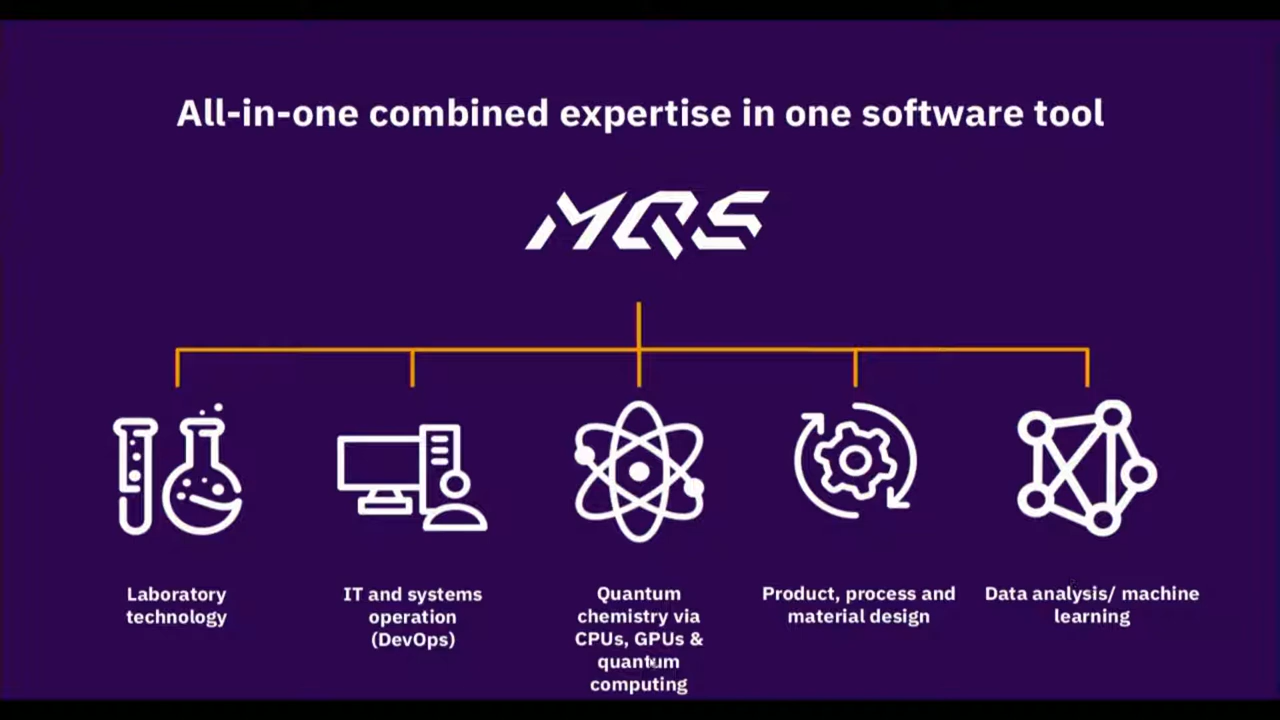 All-in-one combined expertise in one software tool
MQS
Laboratory
technology
IT and systems
operation
(DevOps)
Quantum
chemistry via
CPUs, GPUs &
quantum
computing
Product, process and
material design
Data analysis/ machine
learning